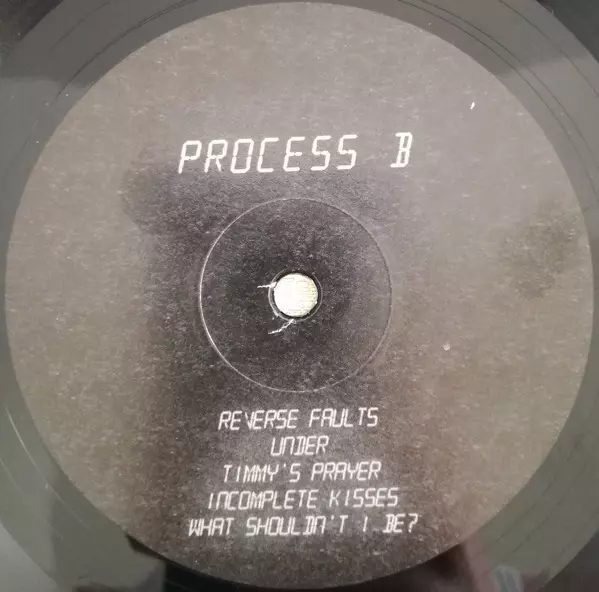 PROCESS B
REVERSE FAULTS
UNDER
TIMMY'S PRAYER
INCOMPLETE KISSES
WHAT SHOULDN'T I BE?